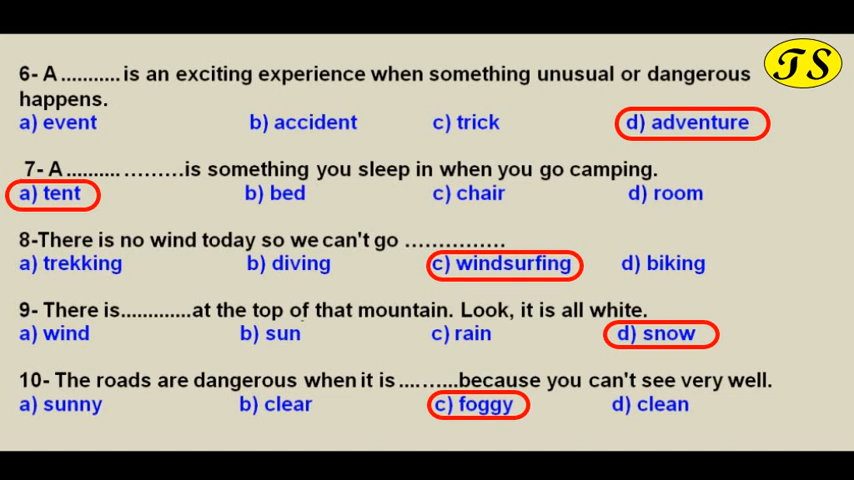 TS
6- A ........... is an exciting experience when something unusual or dangerous
happens.
a) event b) accident c) trick d) adventure
7- A.......... .........is something you sleep in when you go camping.
a) tent b) bed c) chair d) room
8-There is no wind today so we can't go ...............
a) trekking b) diving c) windsurfing d) biking
9- There is.............at the top of that mountain. Look, it is all white.
a) wind b) sun c) rain d) snow
10- The roads are dangerous when it is ..........because you can't see very well.
a) sunny b) clear c) foggy d) clean